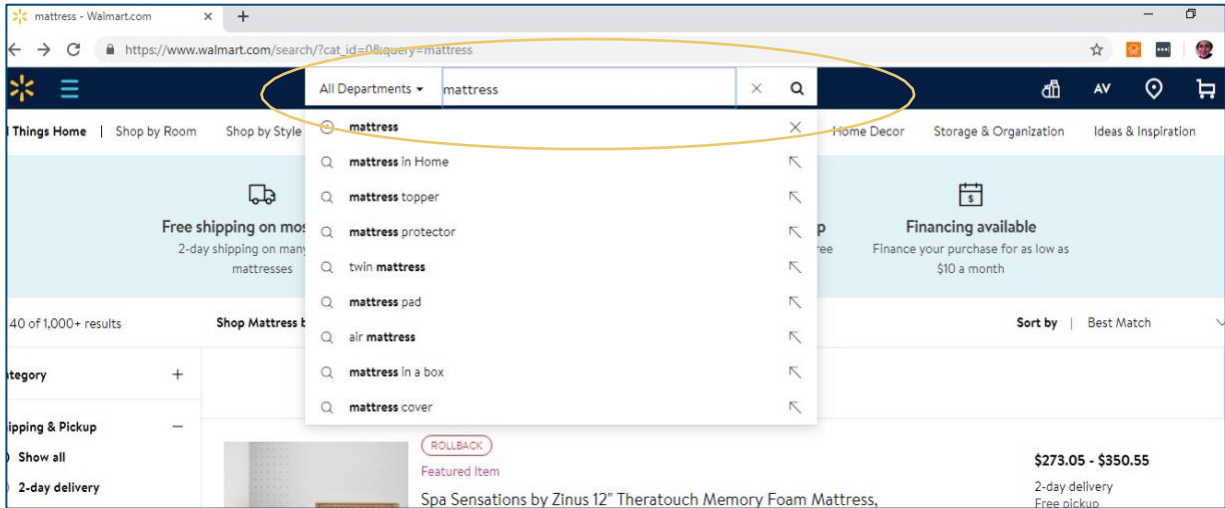 mattress - Walmart.com
https://www.walmart.com/search/?cat_id=0&query=mattress
All Departments mattress
AV
Things Home | Shop by Room Shop by Style Home Decor Storage & Organization Ideas & Inspiration
mattress
mattress in Home
mattress topper
mattress protector
twin mattress
mattress pad
air mattress
mattress in a box
mattress cover
Free shipping on mos
2-day shipping on many
mattresses
p
ree
Financing available
Finance your purchase for as low as
$10 a month
40 of 1,000+ results Shop Mattress b Sort by | Best Match
tegory
ipping & Pickup
Show all
2-day delivery
ROLLBACK
Featured Item
Spa Sensations by Zinus 12" Theratouch Memory Foam Mattress,
$273.05 - $350.55
2-day delivery
Free pickup